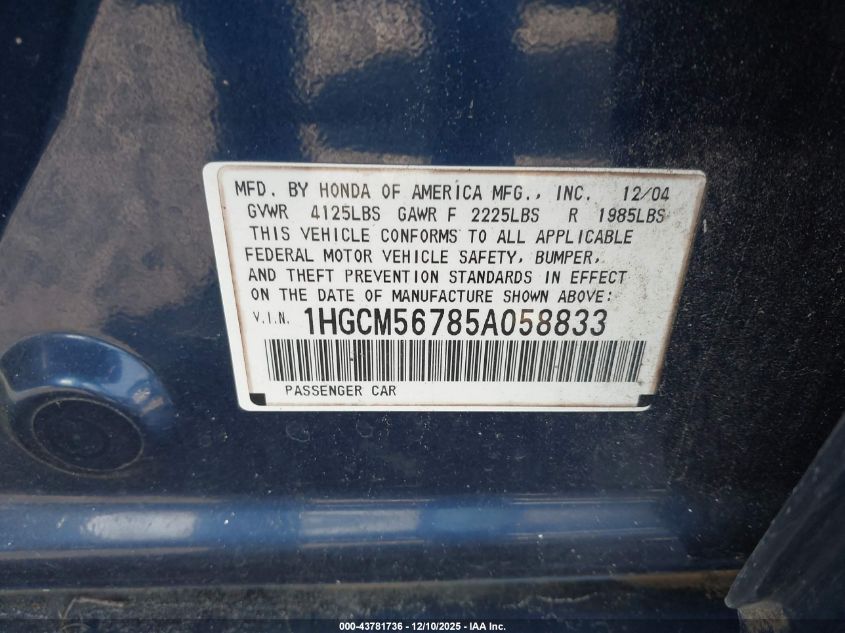 MFD. BY HONDA OF AMERICA MFG., INC. 12/04
GVWR 4125LBS GAWR F 2225LBS R 1985LBS
THIS VEHICLE CONFORMS TO ALL APPLICABLE
FEDERAL MOTOR VEHICLE SAFETY, BUMPER,
AND THEFT PREVENTION STANDARDS IN EFFECT
ON THE DATE OF MANUFACTURE SHOWN ABOVE:
V.I.N. 1HGCM56785A058833
PASSENGER CAR
000-43781736 - 12/10/2025 - IAA Inc.